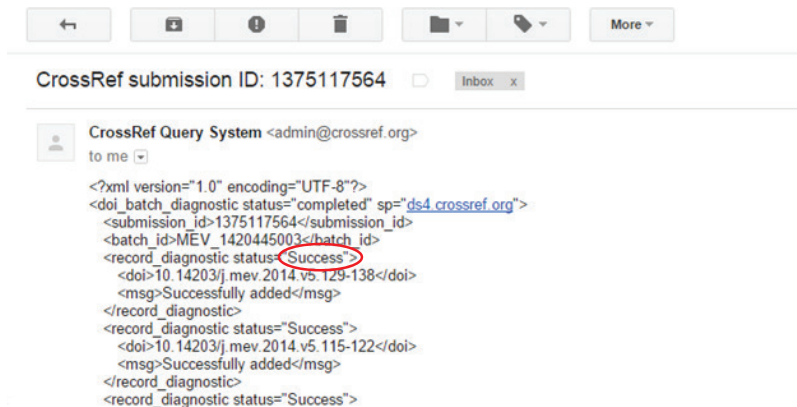 More
CrossRef submission ID: 1375117564 Inbox x
CrossRef Query System <admin@crossref.org>
to me
<?xml version="1.0" encoding="UTF-8"?>
<doi_batch_diagnostic status="completed" sp="ds4.crossref.org">
<submission_id>1375117564</submission_id>
<batch_id>MEV_1420445003</batch_id>
<record_diagnostic status="Success">
<doi>10.14203/j.mev.2014.v5.129-138</doi>
<msg>Successfully added</msg>
</record_diagnostic>
<record_diagnostic status="Success">
<doi>10.14203/j.mev.2014.v5.115-122</doi>
<msg>Successfully added</msg>
</record_diagnostic>
<record_diagnostic status="Success">